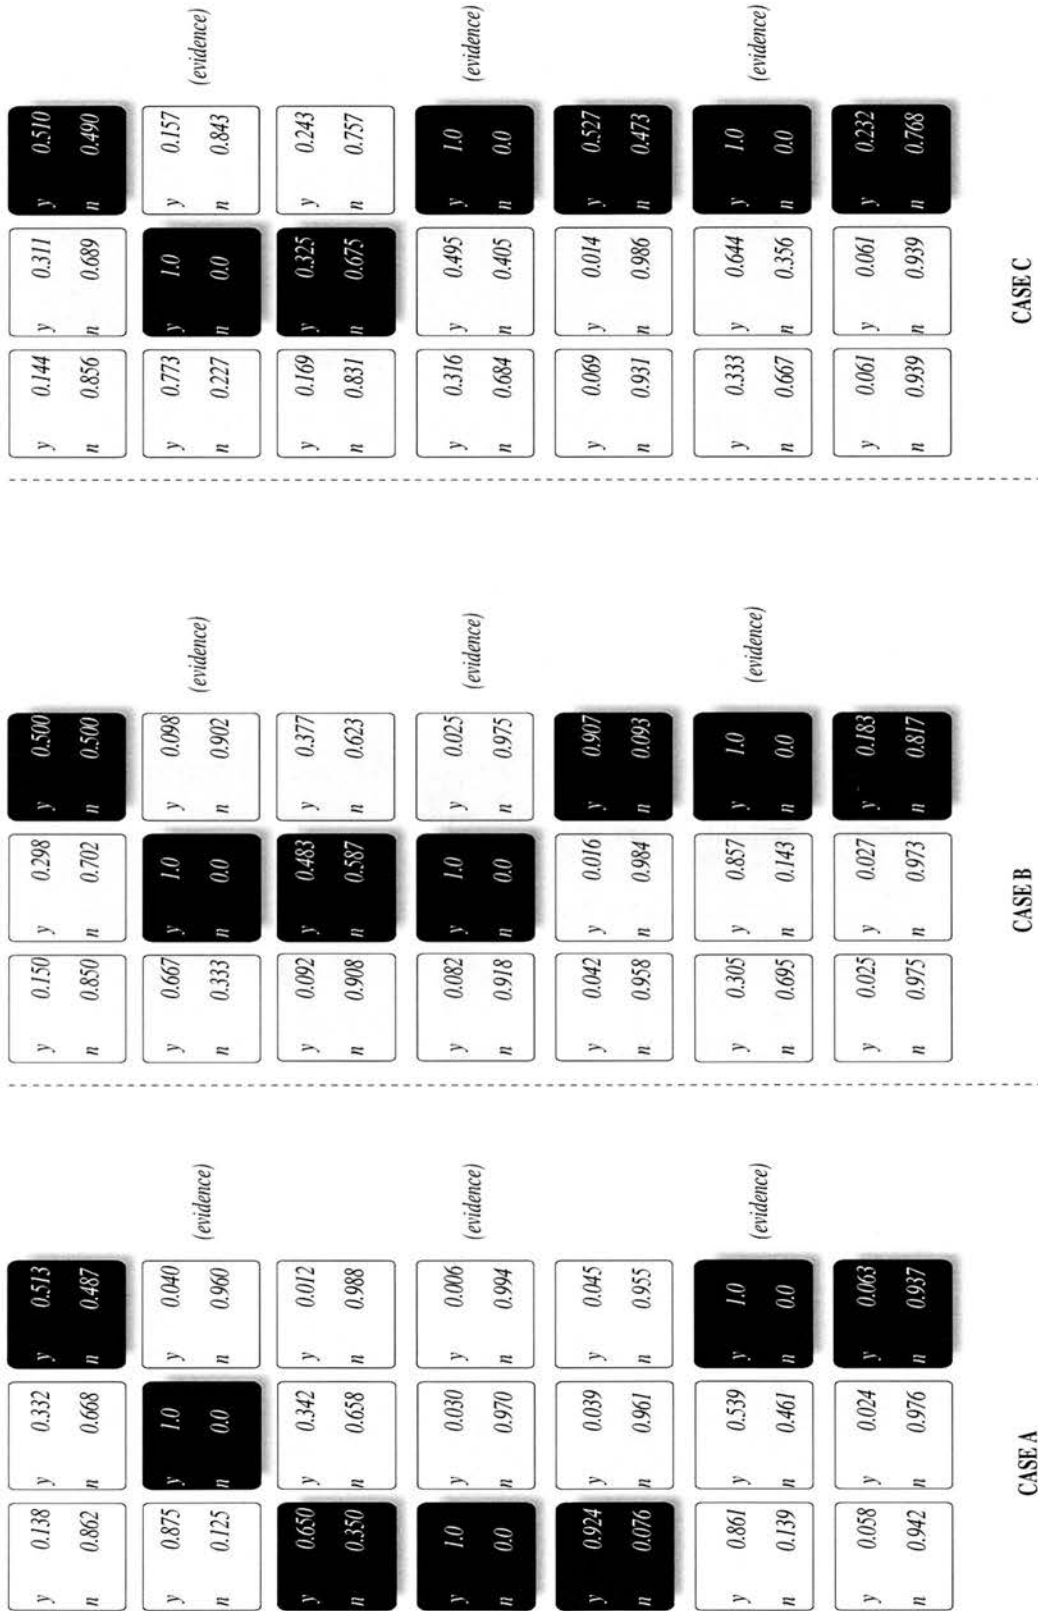 y 0.138 y 0.332 y 0.513 y 0.150 y 0.298 y 0.500 y 0.144 y 0.311 y 0.510
n 0.862 n 0.668 n 0.487 n 0.850 n 0.702 n 0.500 n 0.856 n 0.689 n 0.490
y 0.875 y 1.0 y 0.040 y 0.667 y 1.0 y 0.098 y 0.773 y 1.0 y 0.157
(evidence) (evidence) (evidence)
n 0.125 n 0.0 n 0.960 n 0.333 n 0.0 n 0.902 n 0.227 n 0.0 n 0.843
y 0.650 y 0.342 y 0.012 y 0.092 y 0.483 y 0.377 y 0.169 y 0.325 y 0.243
n 0.350 n 0.658 n 0.988 n 0.908 n 0.587 n 0.623 n 0.831 n 0.675 n 0.757
y 1.0 y 0.030 y 0.006 y 0.082 y 1.0 y 0.025 y 0.316 y 0.495 y 1.0
(evidence) (evidence) (evidence)
n 0.0 n 0.970 n 0.994 n 0.918 n 0.0 n 0.975 n 0.684 n 0.405 n 0.0
y 0.924 y 0.039 y 0.045 y 0.042 y 0.016 y 0.907 y 0.069 y 0.014 y 0.527
n 0.076 n 0.961 n 0.955 n 0.958 n 0.984 n 0.093 n 0.931 n 0.986 n 0.473
y 0.861 y 0.539 y 1.0 y 0.305 y 0.857 y 1.0 y 0.333 y 0.644 y 1.0
(evidence) (evidence) (evidence)
n 0.139 n 0.461 n 0.0 n 0.695 n 0.143 n 0.0 n 0.667 n 0.356 n 0.0
y 0.058 y 0.024 y 0.063 y 0.025 y 0.027 y 0.183 y 0.061 y 0.061 y 0.232
n 0.942 n 0.976 n 0.937 n 0.975 n 0.973 n 0.817 n 0.939 n 0.939 n 0.768
CASE A CASE B CASE C